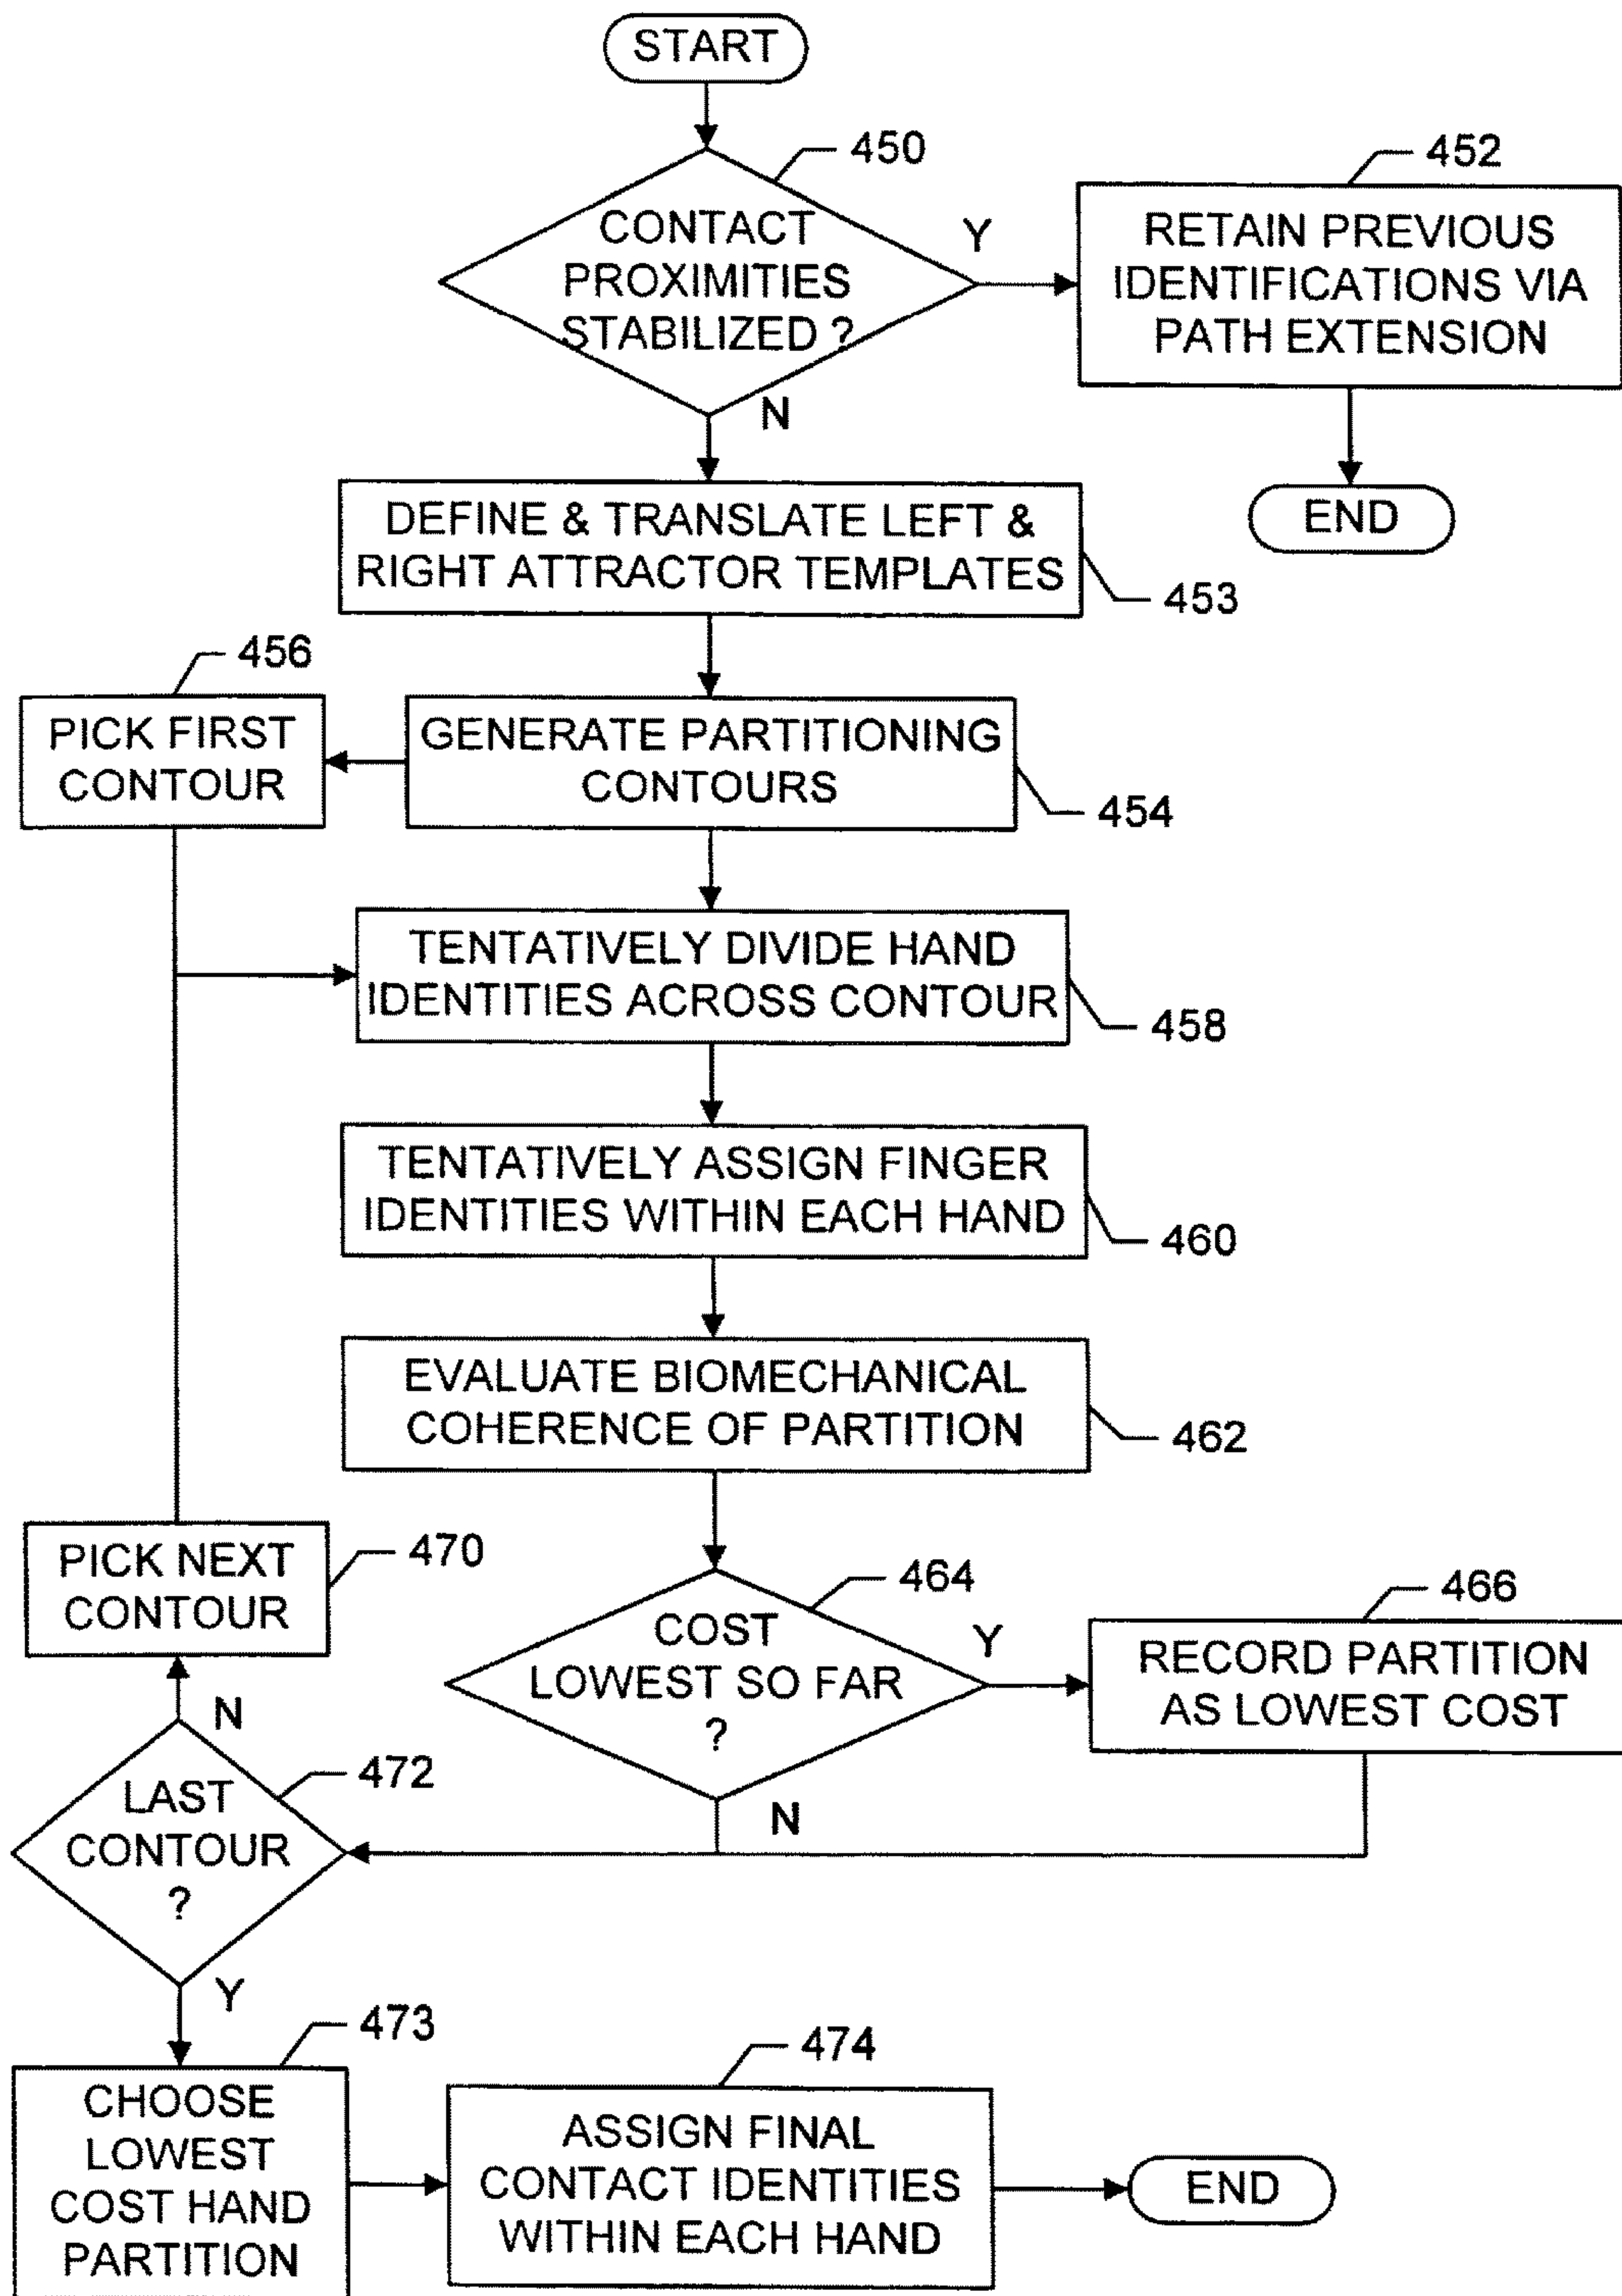 START
450
CONTACT
PROXIMITIES
STABILIZED ?
Y
N
452
RETAIN PREVIOUS
IDENTIFICATIONS VIA
PATH EXTENSION
END
DEFINE & TRANSLATE LEFT &
RIGHT ATTRACTOR TEMPLATES
453
456
PICK FIRST
CONTOUR
GENERATE PARTITIONING
CONTOURS
454
TENTATIVELY DIVIDE HAND
IDENTITIES ACROSS CONTOUR
458
TENTATIVELY ASSIGN FINGER
IDENTITIES WITHIN EACH HAND
460
EVALUATE BIOMECHANICAL
COHERENCE OF PARTITION
462
PICK NEXT
CONTOUR
470
464
COST
LOWEST SO FAR
?
Y
N
466
RECORD PARTITION
AS LOWEST COST
N
472
LAST
CONTOUR
?
Y
473
CHOOSE
LOWEST
COST HAND
PARTITION
474
ASSIGN FINAL
CONTACT IDENTITIES
WITHIN EACH HAND
END